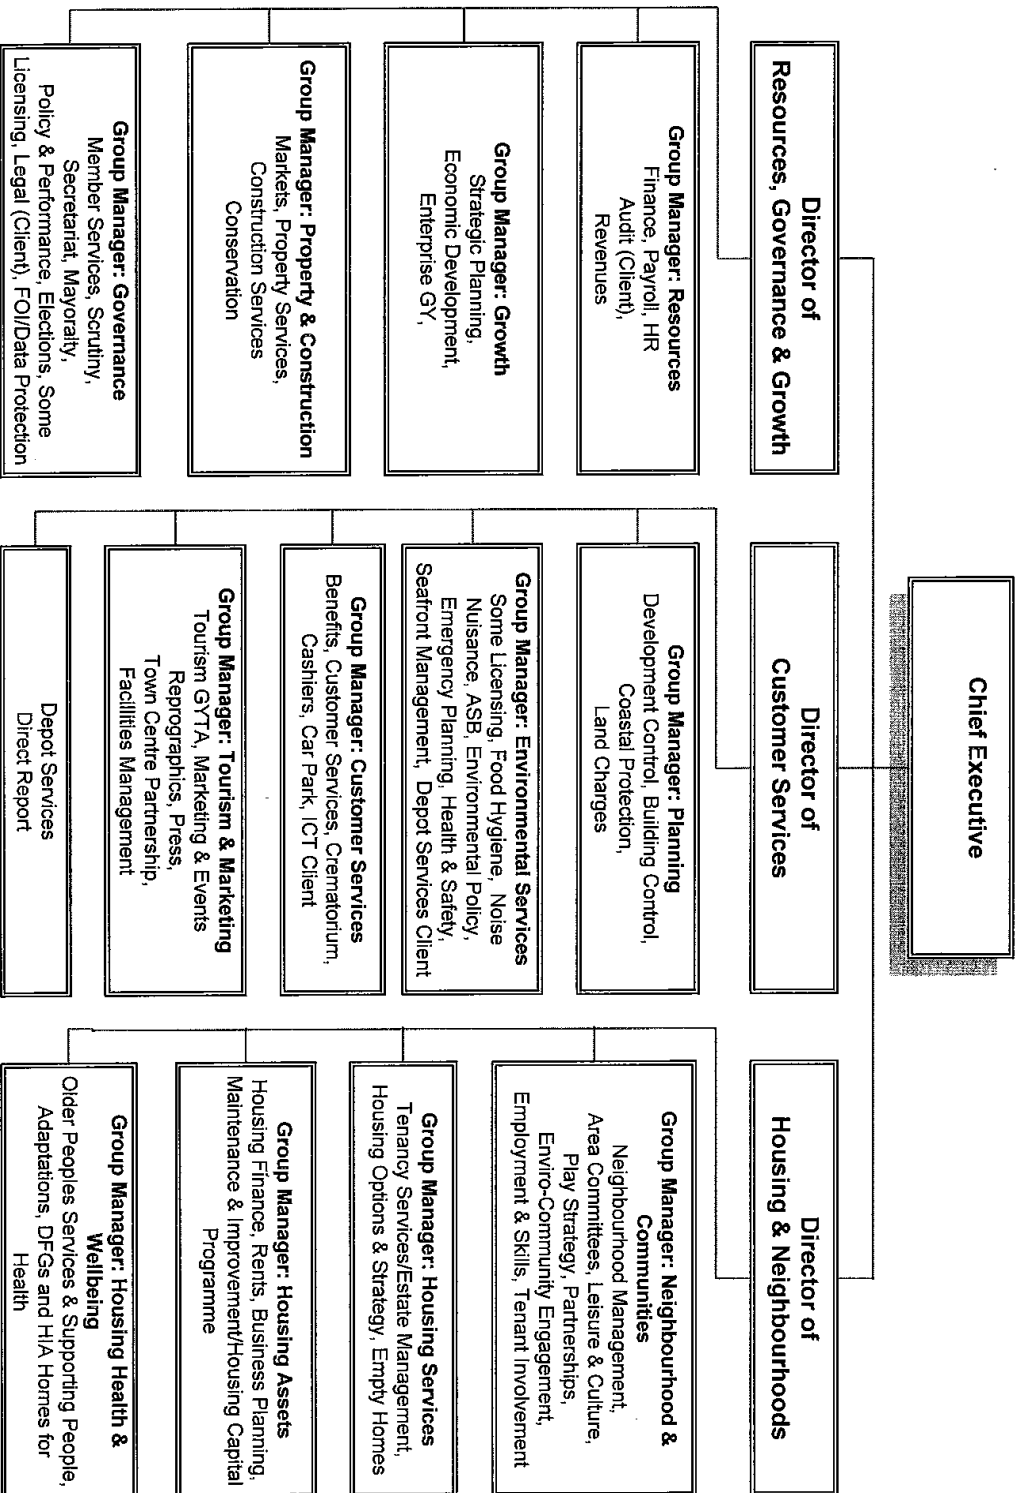 Chief Executive
Director of
Resources, Governance & Growth
Group Manager: Resources
Finance, Payroll, HR
Audit (Client),
Revenues
Group Manager: Growth
Strategic Planning,
Economic Development,
Enterprise GY,
Group Manager: Property & Construction
Markets, Property Services,
Construction Services
Conservation
Group Manager: Governance
Member Services, Scrutiny,
Secretariat, Mayoralty,
Policy & Performance, Elections, Some
Licensing, Legal (Client), FOI/Data Protection
Director of
Customer Services
Group Manager: Planning
Development Control, Building Control,
Coastal Protection,
Land Charges
Group Manager: Environmental Services
Some Licensing, Food Hygiene, Noise
Nuisance, ASB, Environmental Policy,
Emergency Planning, Health & Safety,
Seafront Management, Depot Services Client
Group Manager: Customer Services
Benefits, Customer Services, Crematorium,
Cashiers, Car Park, ICT Client
Group Manager: Tourism & Marketing
Tourism GYTA, Marketing & Events
Reprographics, Press,
Town Centre Partnership,
Facilities Management
Depot Services
Direct Report
Director of
Housing & Neighbourhoods
Group Manager: Neighbourhood &
Communities
Neighbourhood Management,
Area Committees, Leisure & Culture,
Play Strategy, Partnerships,
Enviro-Community Engagement,
Employment & Skills, Tenant Involvement
Group Manager: Housing Services
Tenancy Services/Estate Management,
Housing Options & Strategy, Empty Homes
Group Manager: Housing Assets
Housing Finance, Rents, Business Planning,
Maintenance & Improvement/Housing Capital
Programme
Group Manager: Housing Health &
Wellbeing
Older Peoples Services & Supporting People,
Adaptations, DFGs and HIA Homes for
Health